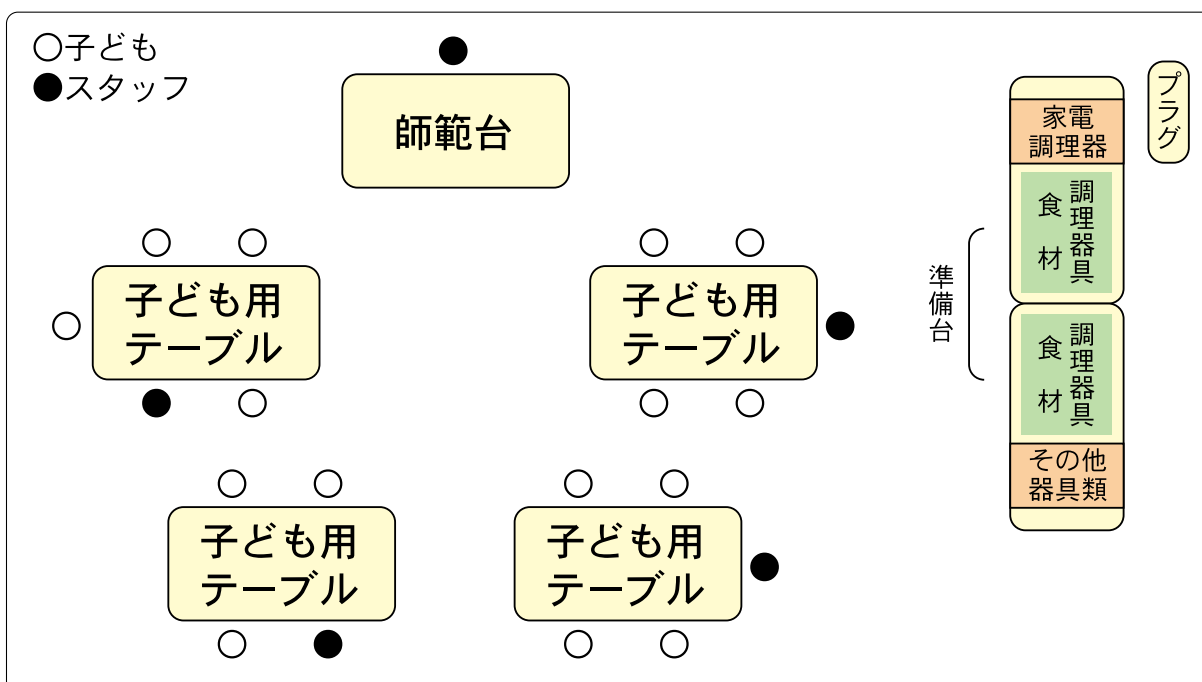 ○子ども
●スタッフ
師範台
子ども用
テーブル
子ども用
テーブル
子ども用
テーブル
子ども用
テーブル
準備台
家電
調理器
調理器具
食材
調理器具
食材
その他
器具類
プラグ